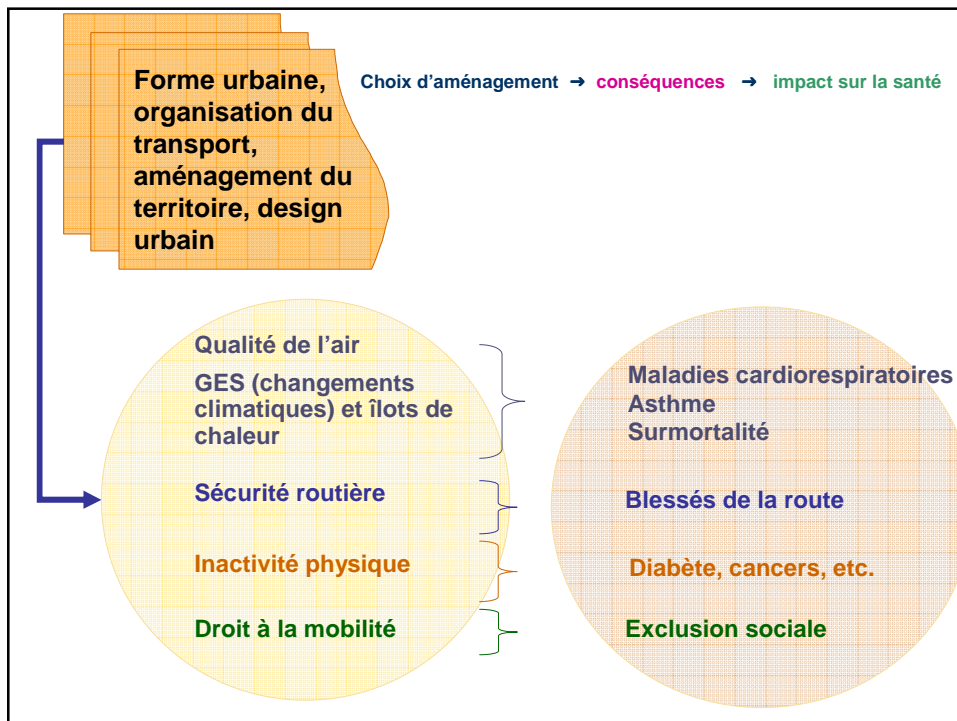 Forme urbaine,
organisation du
transport,
aménagement du
territoire, design
urbain
Choix d’aménagement ➔ conséquences ➔ impact sur la santé
Qualité de l’air
GES (changements
climatiques) et îlots de
chaleur
Maladies cardiorespiratoires
Asthme
Surmortalité
Sécurité routière
Blessés de la route
Inactivité physique
Diabète, cancers, etc.
Droit à la mobilité
Exclusion sociale